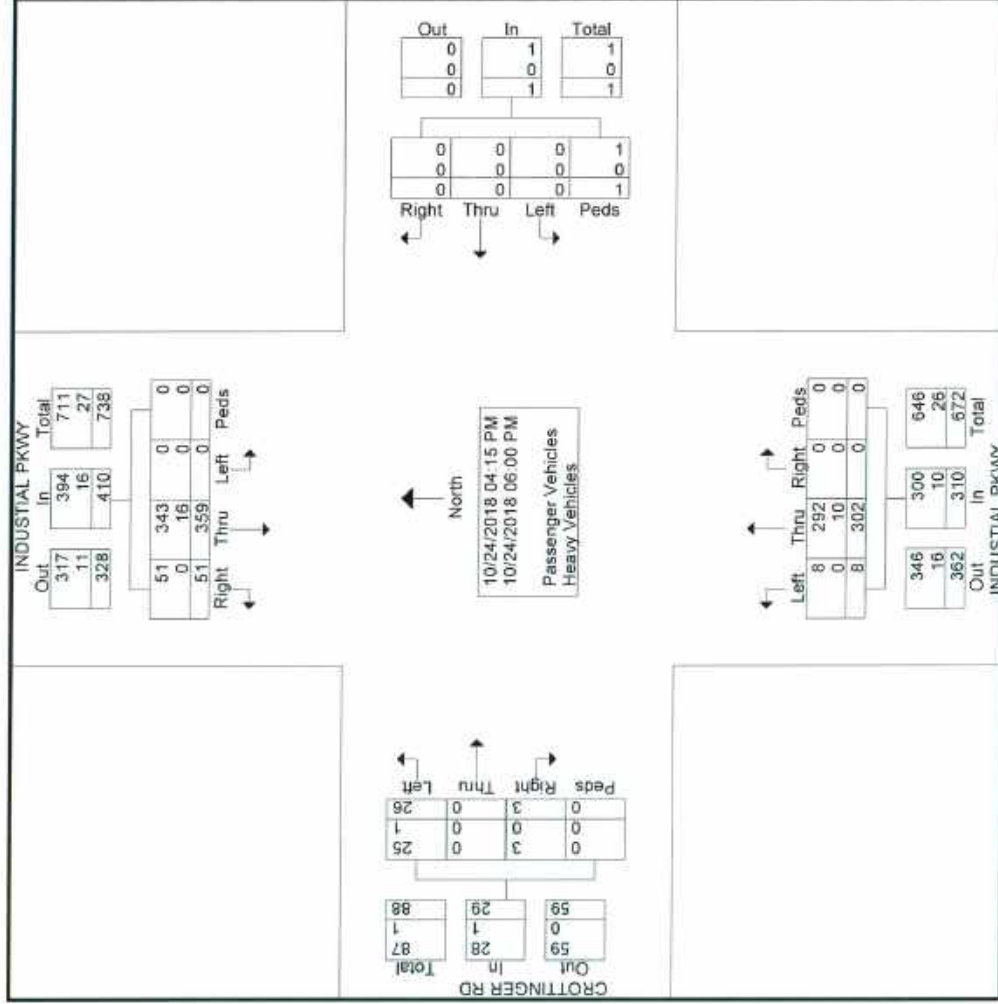 Out In Total
0 1 1
0 0 0
0 1 1
0 0 0 1
0 0 0 0
0 0 0 1
Right Thru Left Peds
INDUSTIAL PKWY
Out In Total
317 394 711
11 16 27
328 410 738
51 343 0 0
0 16 0 0
51 359 0 0
Right Thru Left Peds
North
10/24/2018 04:15 PM
10/24/2018 06:00 PM
Passenger Vehicles
Heavy Vehicles
Left Thru Right Peds
8 292 0 0
0 10 0 0
8 302 0 0
346 300 646
16 10 26
362 310 672
Out In Total
INDUSTIAL PKWY
CROTTINGER RD
Out In Total
59 28 87
0 1 1
59 29 88
0 3 0 25
0 0 0 1
0 3 0 26
Peds Right Thru Left